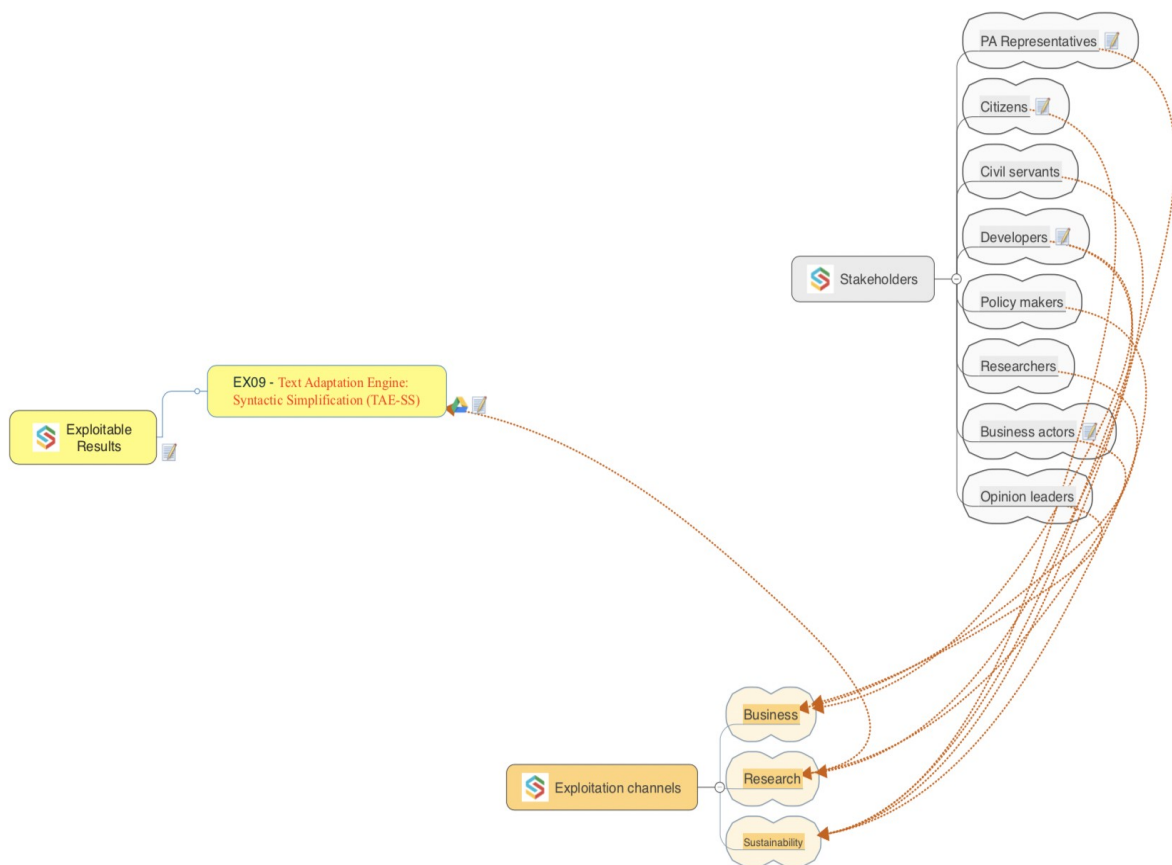 PA Representatives
Citizens
Civil servants
Developers
Stakeholders
Policy makers
Researchers
Business actors
Opinion leaders
EX09 - Text Adaptation Engine:
Syntactic Simplification (TAE-SS)
Exploitable
Results
Business
Exploitation channels
Research
Sustainability